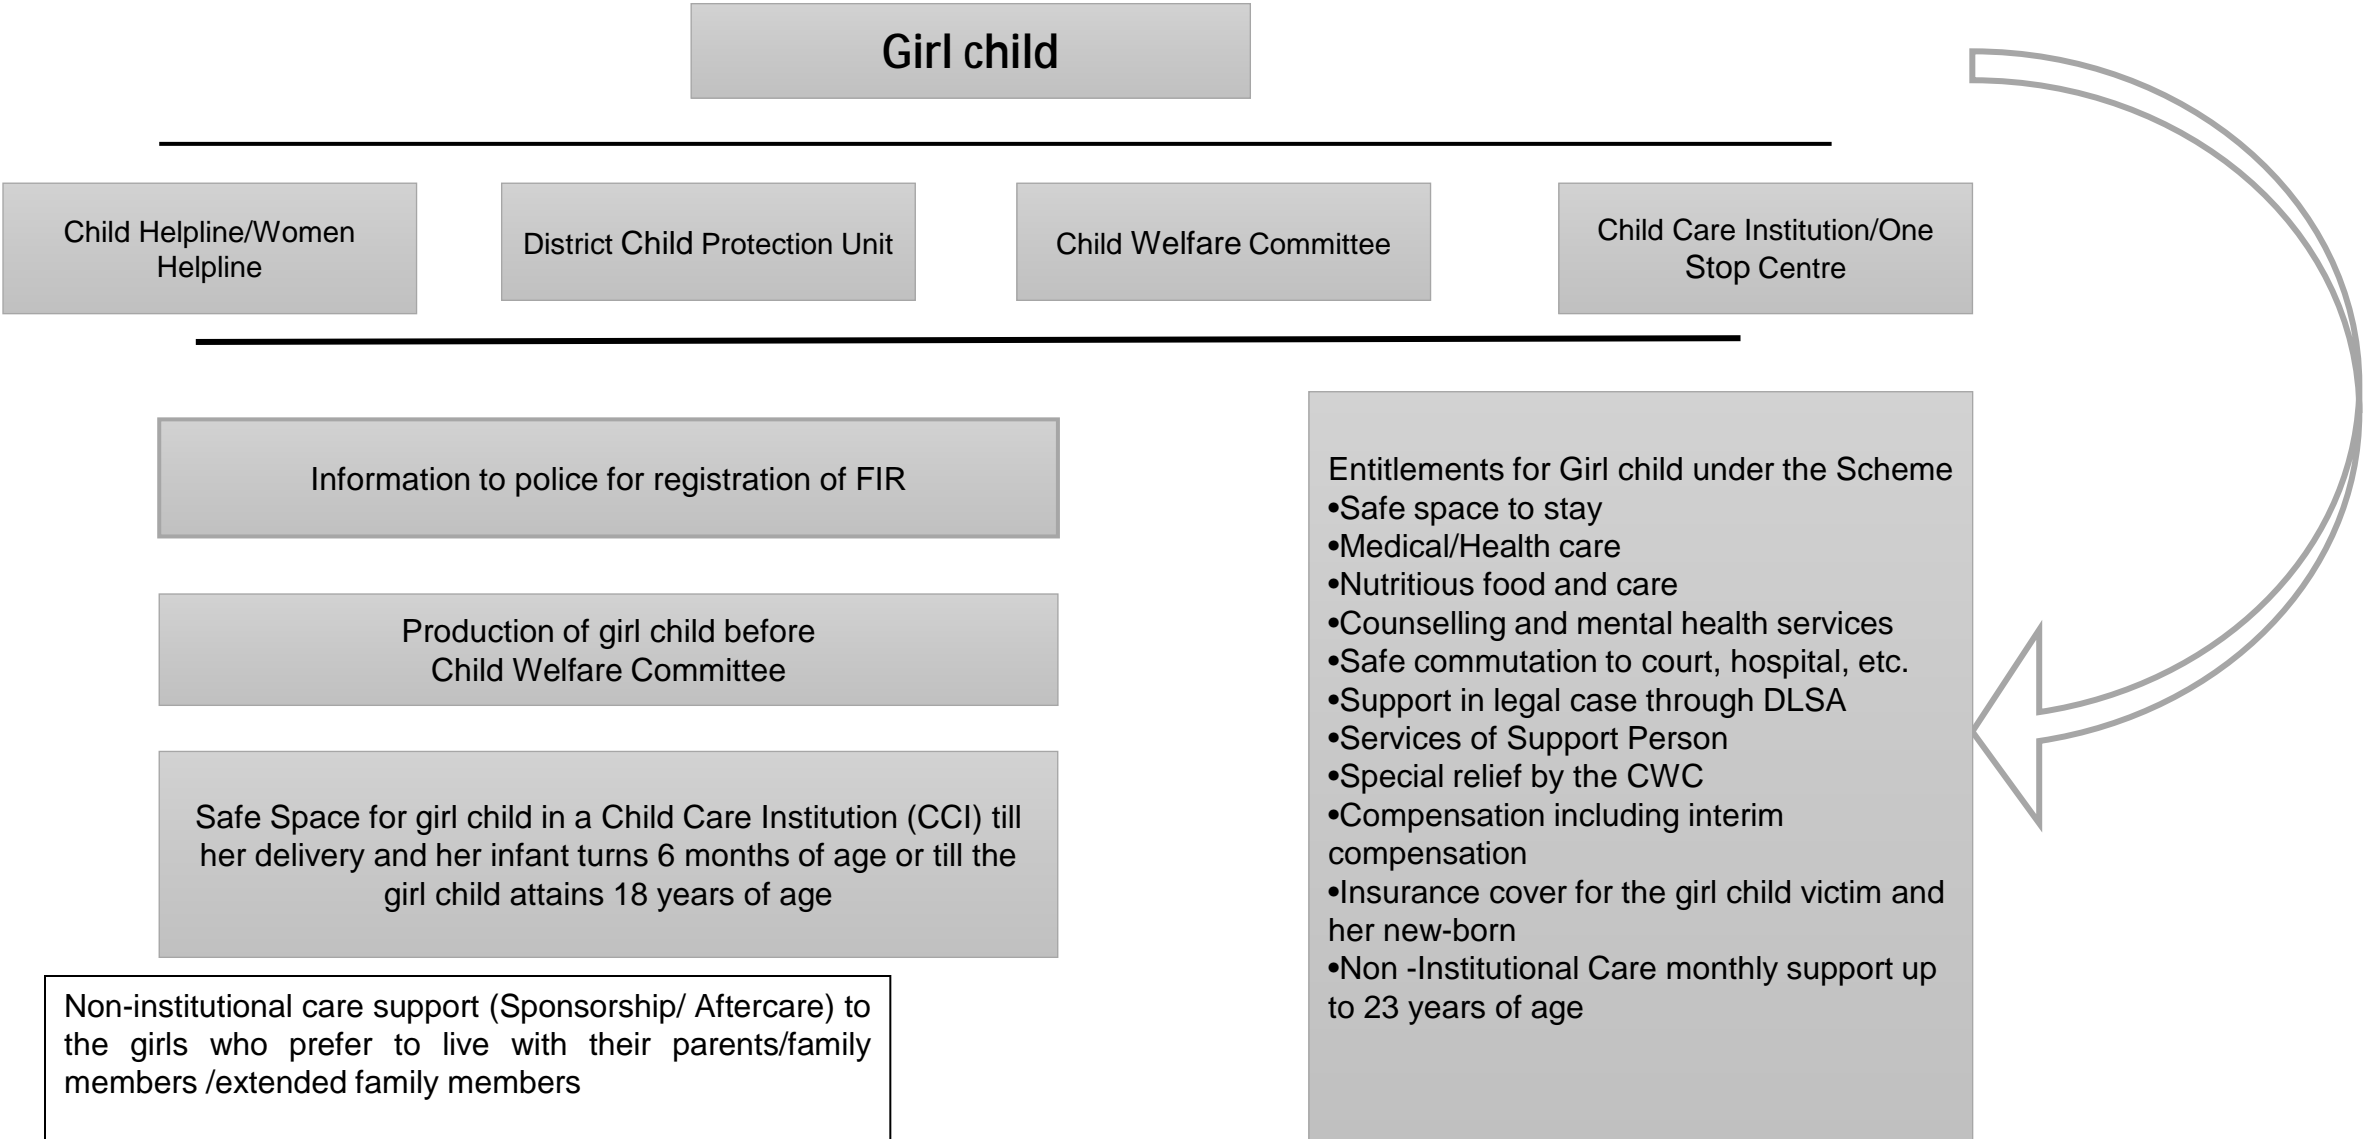 Girl child
Child Helpline/Women
Helpline
District Child Protection Unit
Child Welfare Committee
Child Care Institution/One
Stop Centre
Information to police for registration of FIR
Production of girl child before
Child Welfare Committee
Safe Space for girl child in a Child Care Institution (CCI) till
her delivery and her infant turns 6 months of age or till the
girl child attains 18 years of age
Non-institutional care support (Sponsorship/ Aftercare) to
the girls who prefer to live with their parents/family
members /extended family members
Entitlements for Girl child under the Scheme
•Safe space to stay
•Medical/Health care
•Nutritious food and care
•Counselling and mental health services
•Safe commutation to court, hospital, etc.
•Support in legal case through DLSA
•Services of Support Person
•Special relief by the CWC
•Compensation including interim
compensation
•Insurance cover for the girl child victim and
her new-born
•Non -Institutional Care monthly support up
to 23 years of age